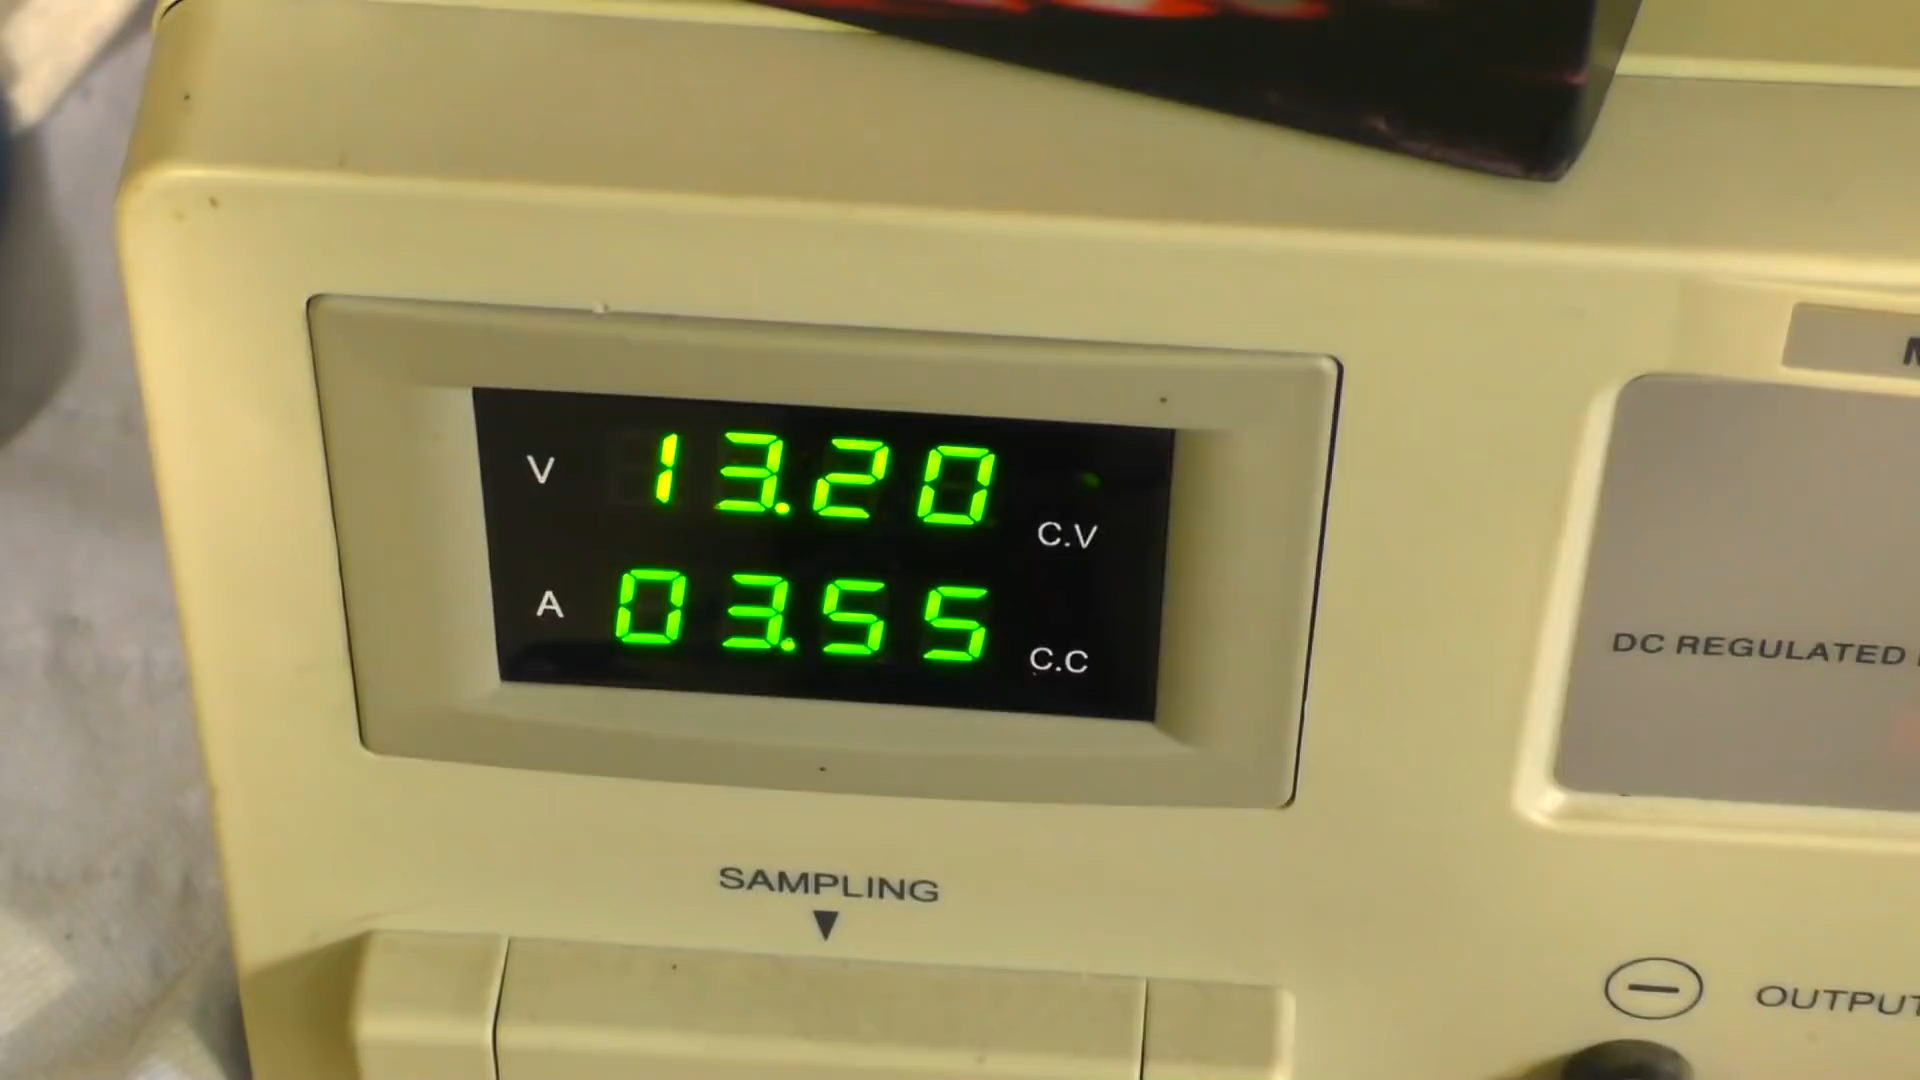 V 13.20 C.V
A 03.55 C.C
SAMPLING
DC REGULATED
OUTPUT